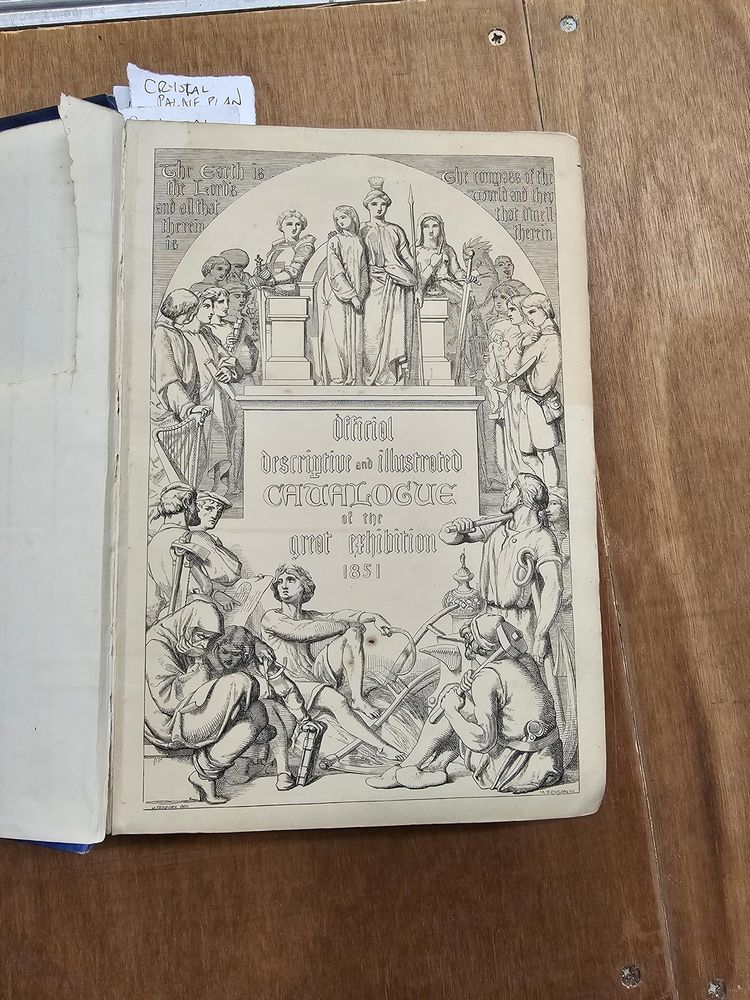 CRYSTAL
PALACE PLAN
The Earth is
the Lords
and all that
therein
is
The compass of the
world and they
that dwell
therein
Official
descriptive and illustrated
CATALOGUE
of the
great exhibition
1851